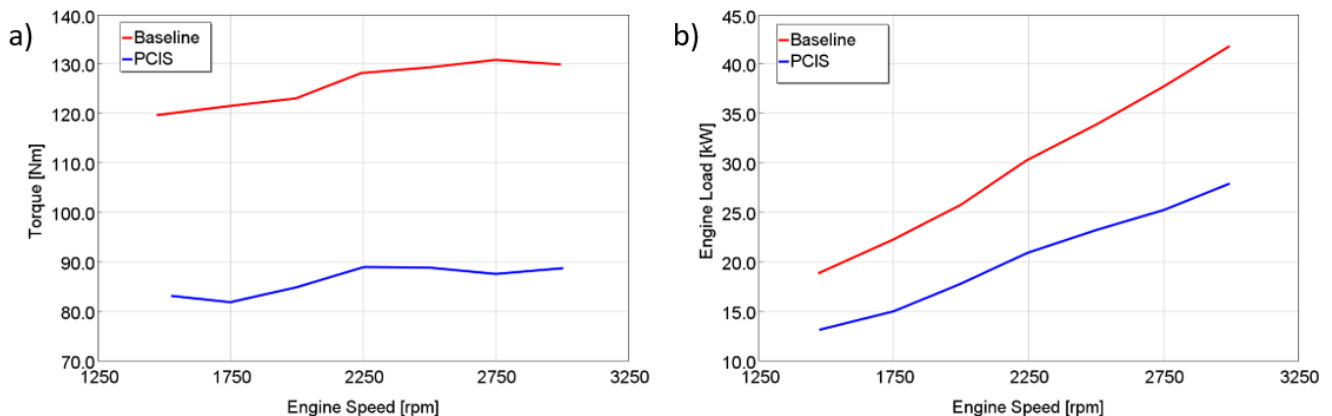 a)
140.0
130.0
120.0
110.0
100.0
90.0
80.0
70.0
Torque [Nm]
Baseline
PCIS
1250 1750 2250 2750 3250
Engine Speed [rpm]
b)
45.0
40.0
35.0
30.0
25.0
20.0
15.0
10.0
Engine Load [kW]
Baseline
PCIS
1250 1750 2250 2750 3250
Engine Speed [rpm]